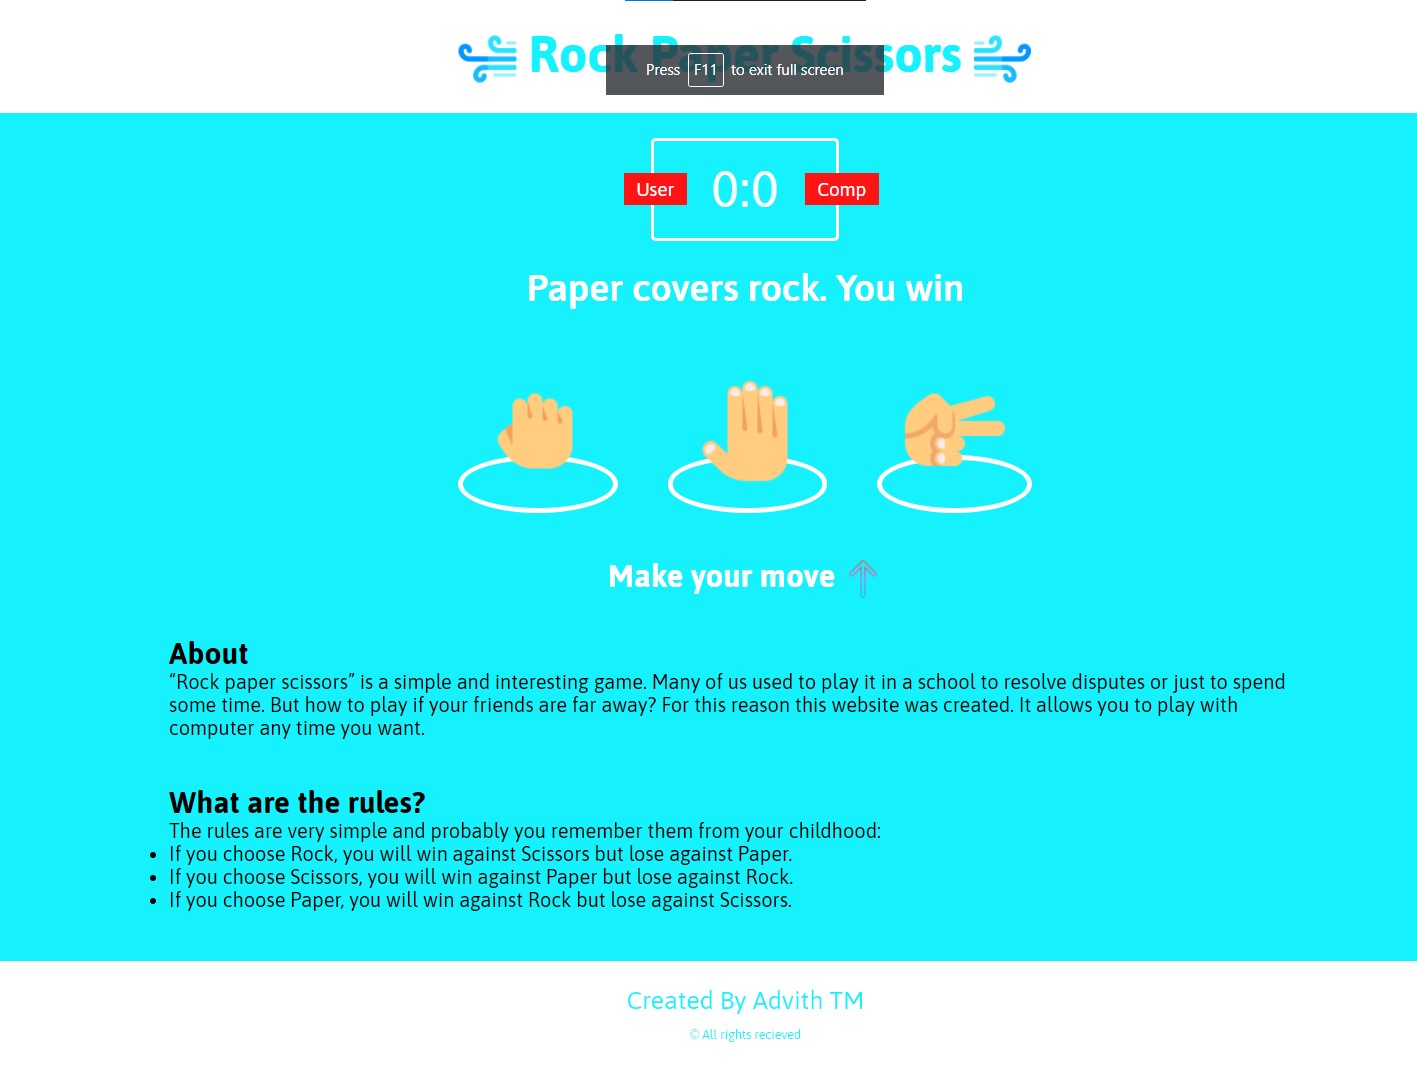 Rock Paper Scissors
Press F11 to exit full screen
User 0:0 Comp
Paper covers rock. You win
Make your move
About
“Rock paper scissors” is a simple and interesting game. Many of us used to play it in a school to resolve disputes or just to spend
some time. But how to play if your friends are far away? For this reason this website was created. It allows you to play with
computer any time you want.
What are the rules?
The rules are very simple and probably you remember them from your childhood:
• If you choose Rock, you will win against Scissors but lose against Paper.
• If you choose Scissors, you will win against Paper but lose against Rock.
• If you choose Paper, you will win against Rock but lose against Scissors.
Created By Advith TM
© All rights recieved